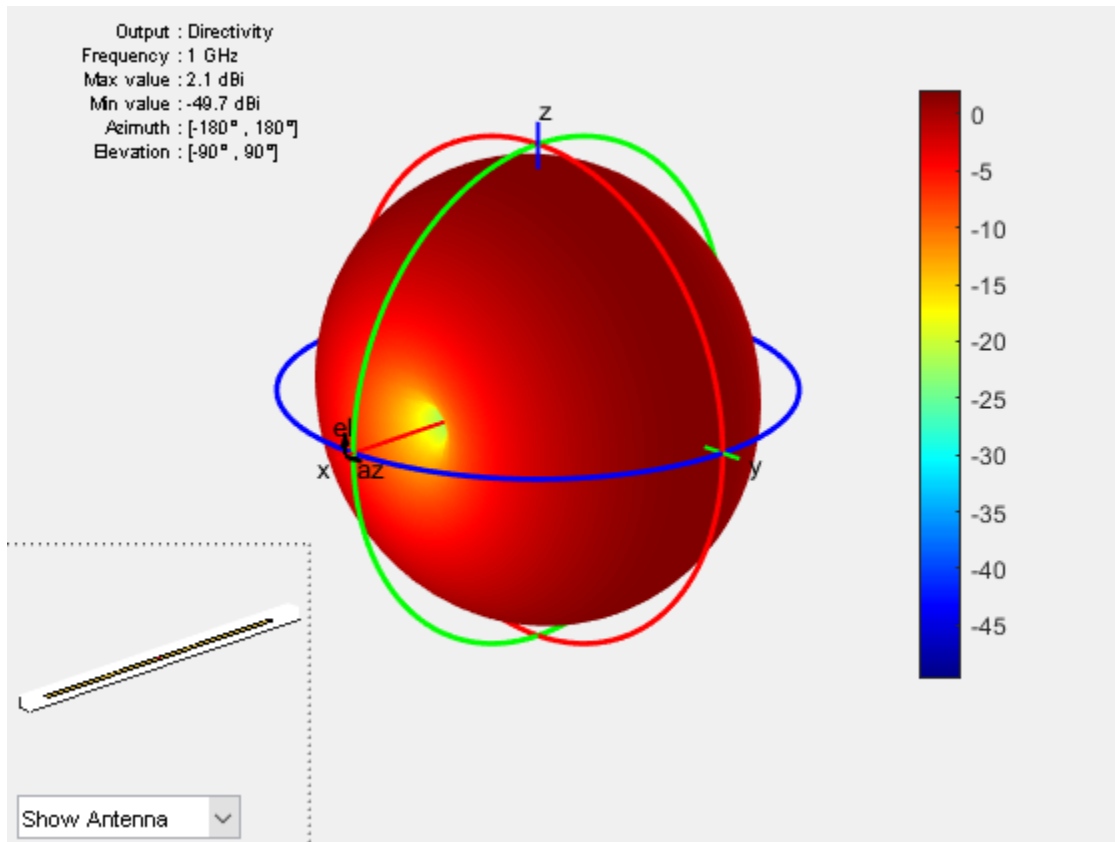 Output : Directivity
Frequency : 1 GHz
Max value : 2.1 dBi
Min value : -49.7 dBi
Azimuth : [-180° , 180°]
Elevation : [-90° , 90°]
z
0
-5
-10
-15
-20
-25
-30
-35
-40
-45
el
x
az
y
Show Antenna